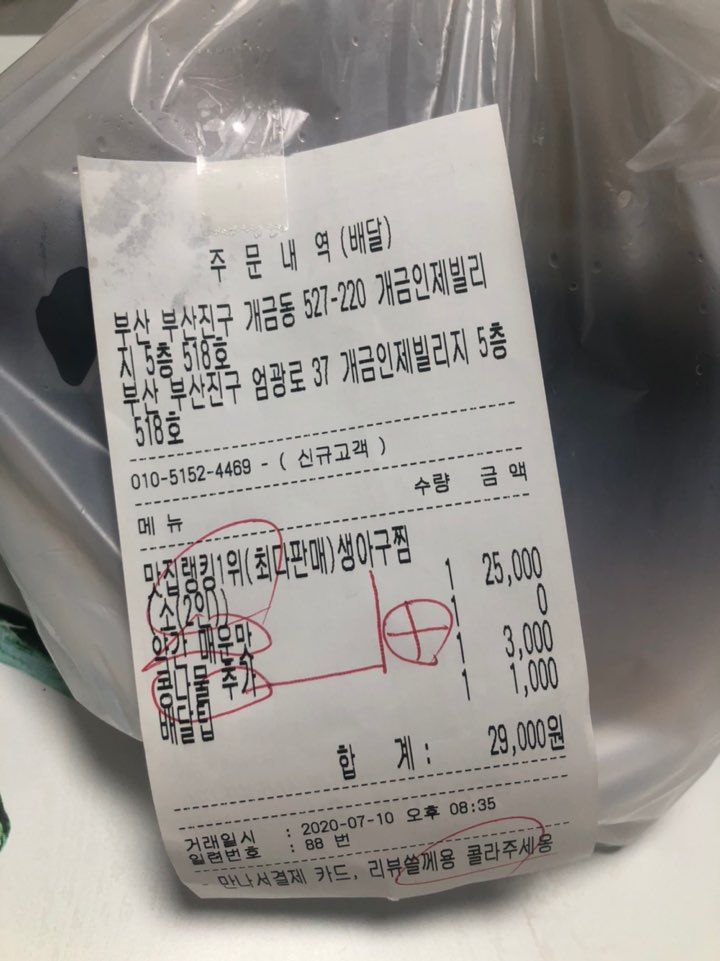 주 문 내 역 (배달)
부산 부산진구 개금동 527-220 개금인제빌리
지 5층 518호
부산 부산진구 엄광로 37 개금인제빌리지 5층
518호
010-5152-4469 - ( 신규고객 )
메 뉴 수량 금 액
맛집랭킹1위(최다판매)생아구찜 1 25,000
(소(2인)) 1 0
약간 매운맛 1 3,000
콩나물 추가 1 1,000
배달팁
합 계 : 29,000원
거래일시 : 2020-07-10 오후 08:35
일련번호 : 88 번
만나서결제 카드, 리뷰쓸께용 콜라주세용